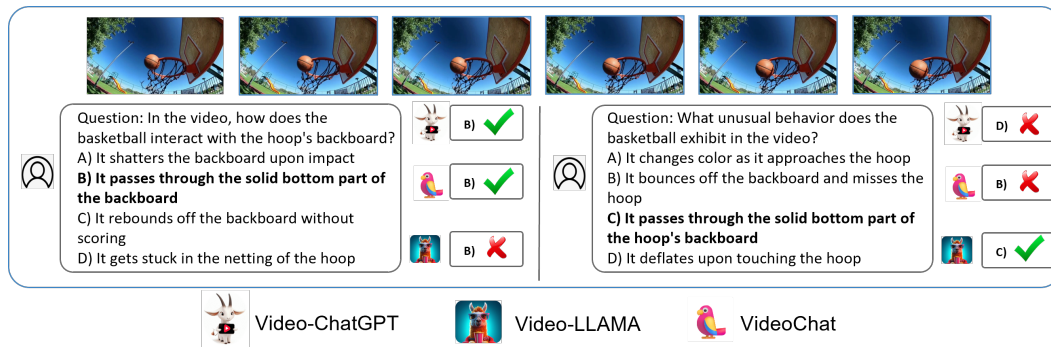 Question: In the video, how does the
basketball interact with the hoop's backboard?
A) It shatters the backboard upon impact
B) It passes through the solid bottom part of
the backboard
C) It rebounds off the backboard without
scoring
D) It gets stuck in the netting of the hoop
B)
B)
B)
Question: What unusual behavior does the
basketball exhibit in the video?
A) It changes color as it approaches the hoop
B) It bounces off the backboard and misses the
hoop
C) It passes through the solid bottom part of
the hoop's backboard
D) It deflates upon touching the hoop
D)
B)
C)
Video-ChatGPT
Video-LLAMA
VideoChat